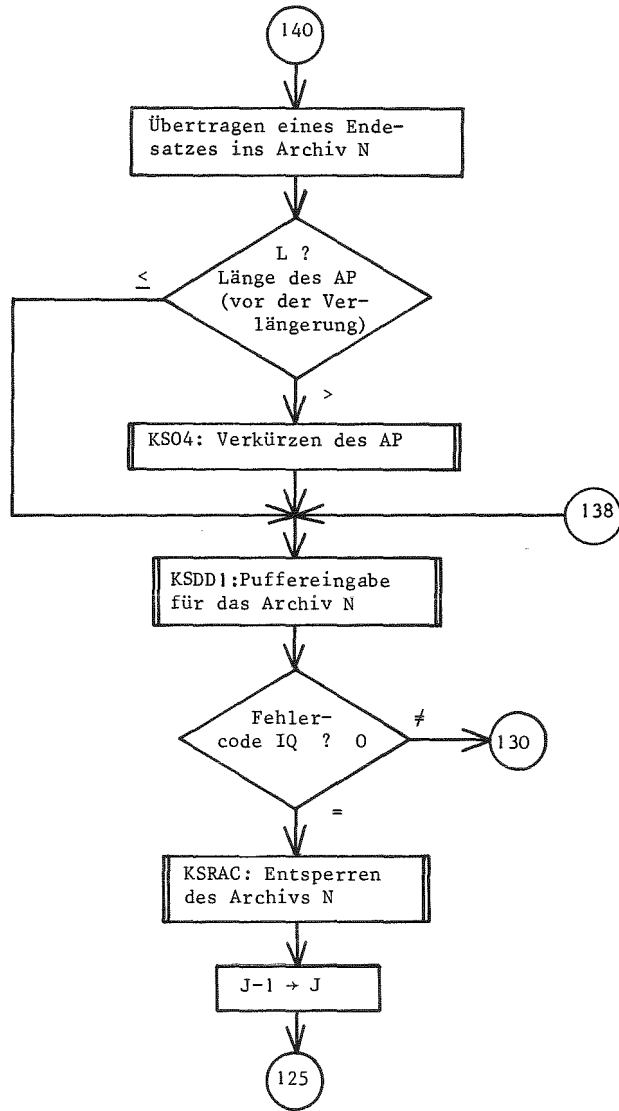 140
Übertragen eines Ende-
satzes ins Archiv N
L ?
Länge des AP
(vor der Ver-
längerung)
≤
>
KS04: Verkürzen des AP
138
KSDD1:Puffereingabe
für das Archiv N
Fehler-
code IQ ? 0
≠
130
=
KSRAC: Entsperren
des Archivs N
J-1 → J
125